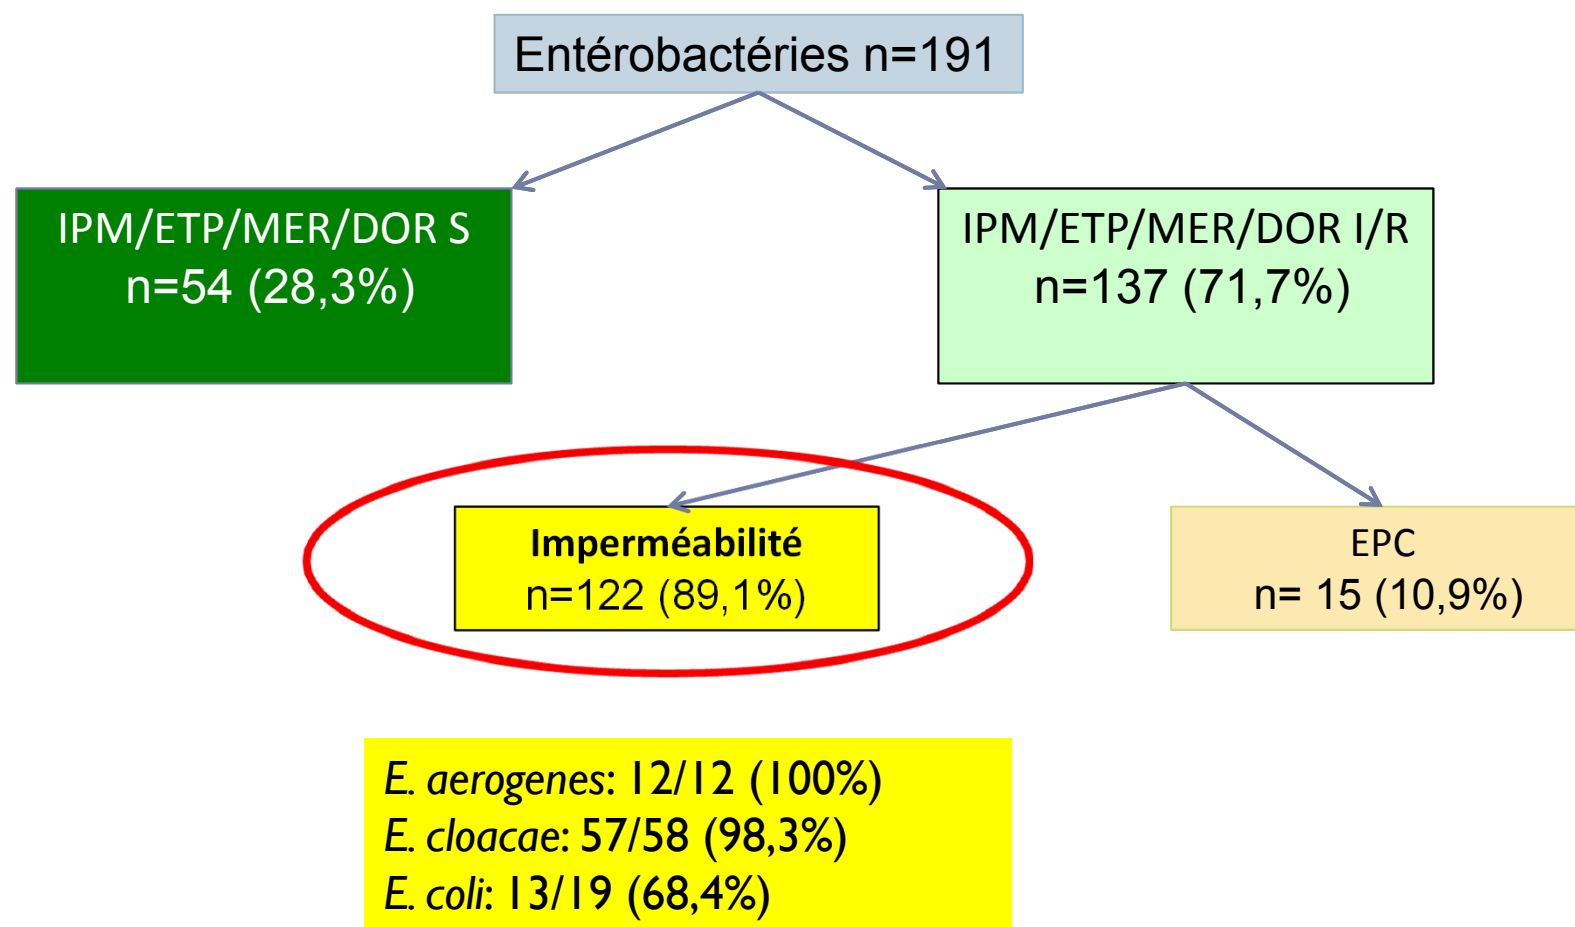 Entérobactéries n=191
IPM/ETP/MER/DOR S
n=54 (28,3%)
IPM/ETP/MER/DOR I/R
n=137 (71,7%)
Imperméabilité
n=122 (89,1%)
EPC
n= 15 (10,9%)
E. aerogenes: 12/12 (100%)
E. cloacae: 57/58 (98,3%)
E. coli: 13/19 (68,4%)